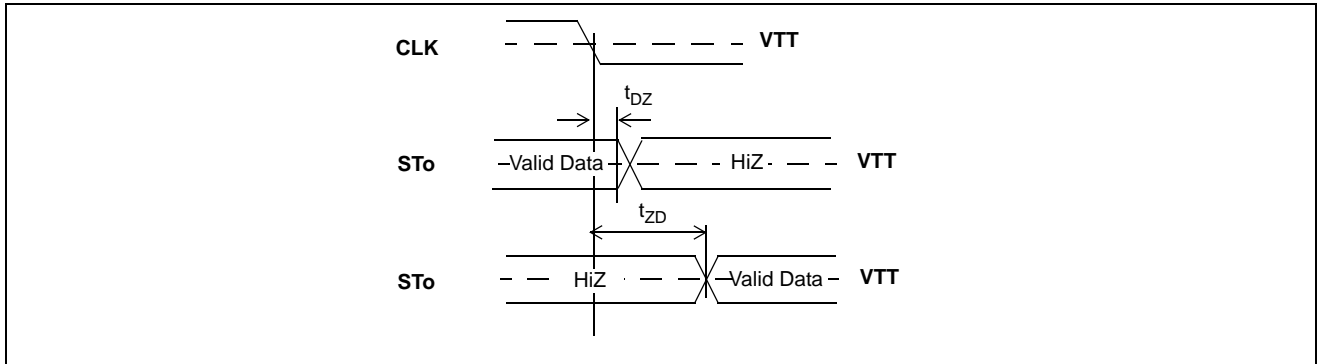 CLK
VTT
tDZ
STo
Valid Data
HiZ
VTT
tZD
STo
HiZ
Valid Data
VTT